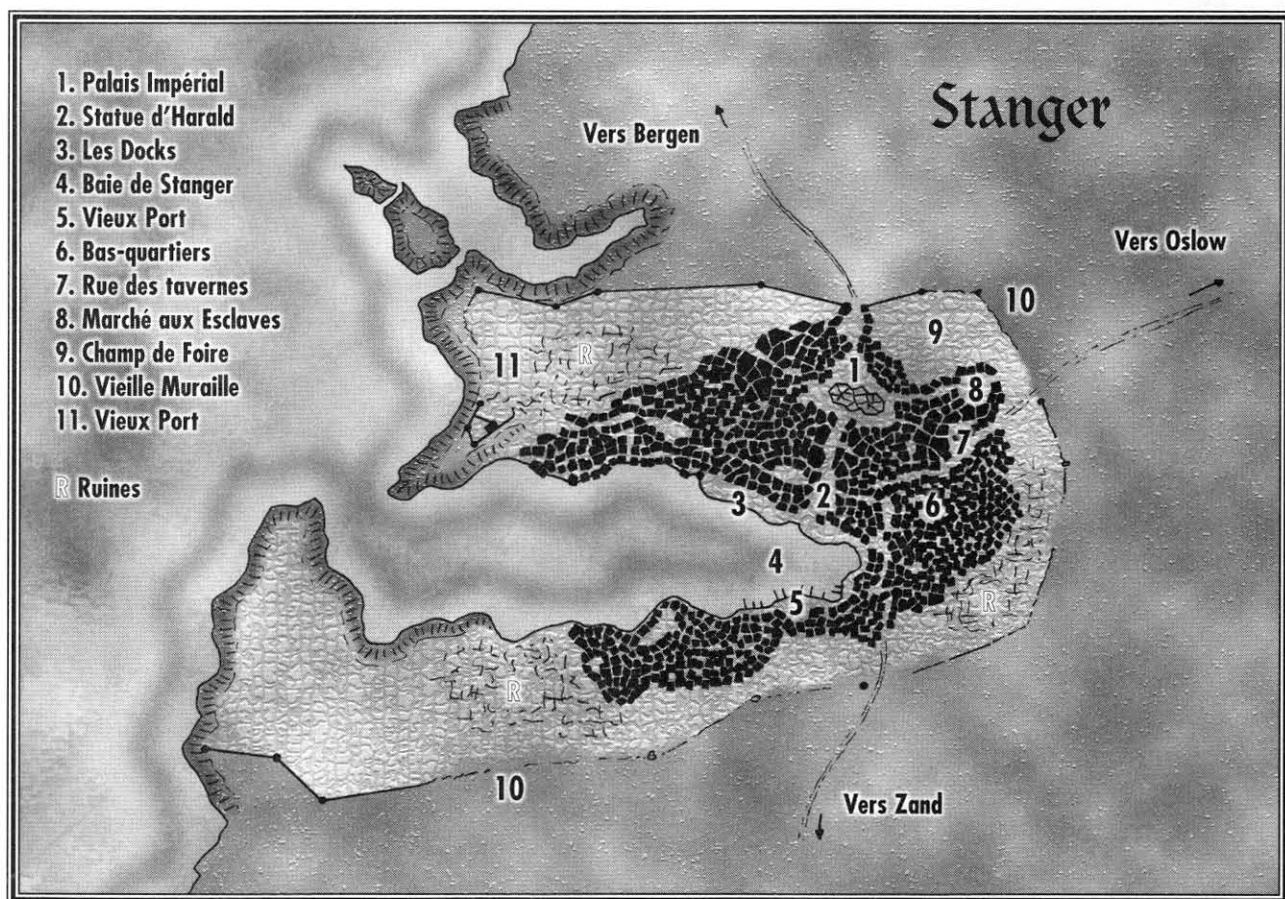 Stanger
1. Palais Impérial
2. Statue d'Harald
3. Les Docks
4. Baie de Stanger
5. Vieux Port
6. Bas-quartiers
7. Rue des tavernes
8. Marché aux Esclaves
9. Champ de Foire
10. Vieille Muraille
11. Vieux Port
R Ruines
Vers Bergen
Vers Oslow
10
9
11
R
1
8
7
3
2
6
4
5
R
R
10
Vers Zand